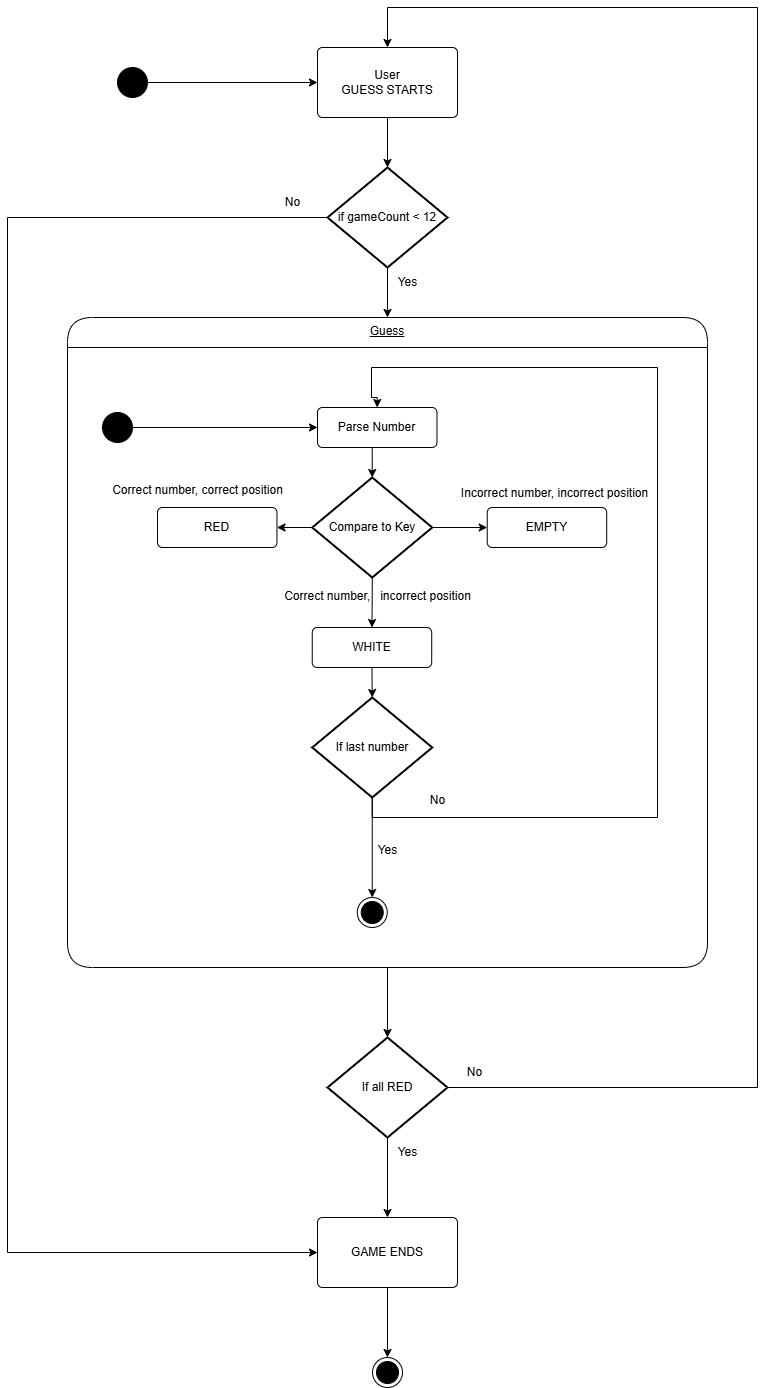 User
GUESS STARTS
No
if gameCount < 12
Yes
Guess
Parse Number
Correct number, correct position
Incorrect number, incorrect position
RED
Compare to Key
EMPTY
Correct number, incorrect position
WHITE
If last number
No
Yes
No
If all RED
Yes
GAME ENDS